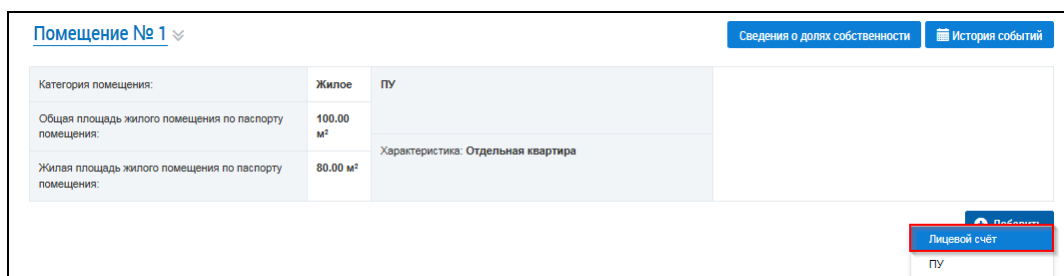 Помещение № 1
Сведения о долях собственности
История событий
Категория помещения:
Жилое
ПУ
Общая площадь жилого помещения по паспорту
помещения:
100.00
м²
Характеристика: Отдельная квартира
Жилая площадь жилого помещения по паспорту
помещения:
80.00 м²
Добавить
Лицевой счёт
ПУ